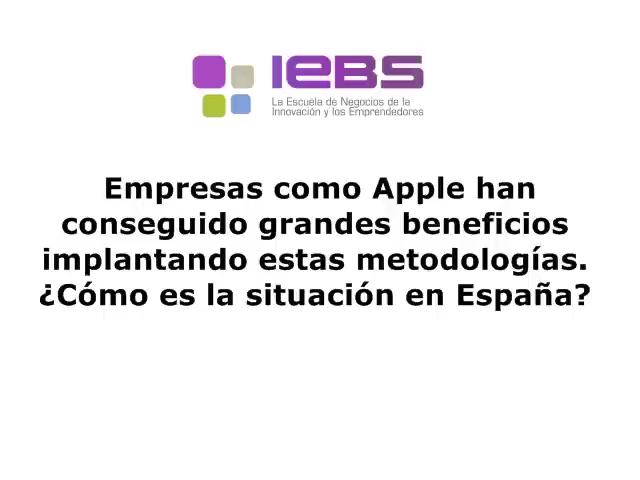 IEBS
La Escuela de Negocios de la
Innovación y los Emprendedores
Empresas como Apple han
conseguido grandes beneficios
implantando estas metodologías.
¿Cómo es la situación en España?